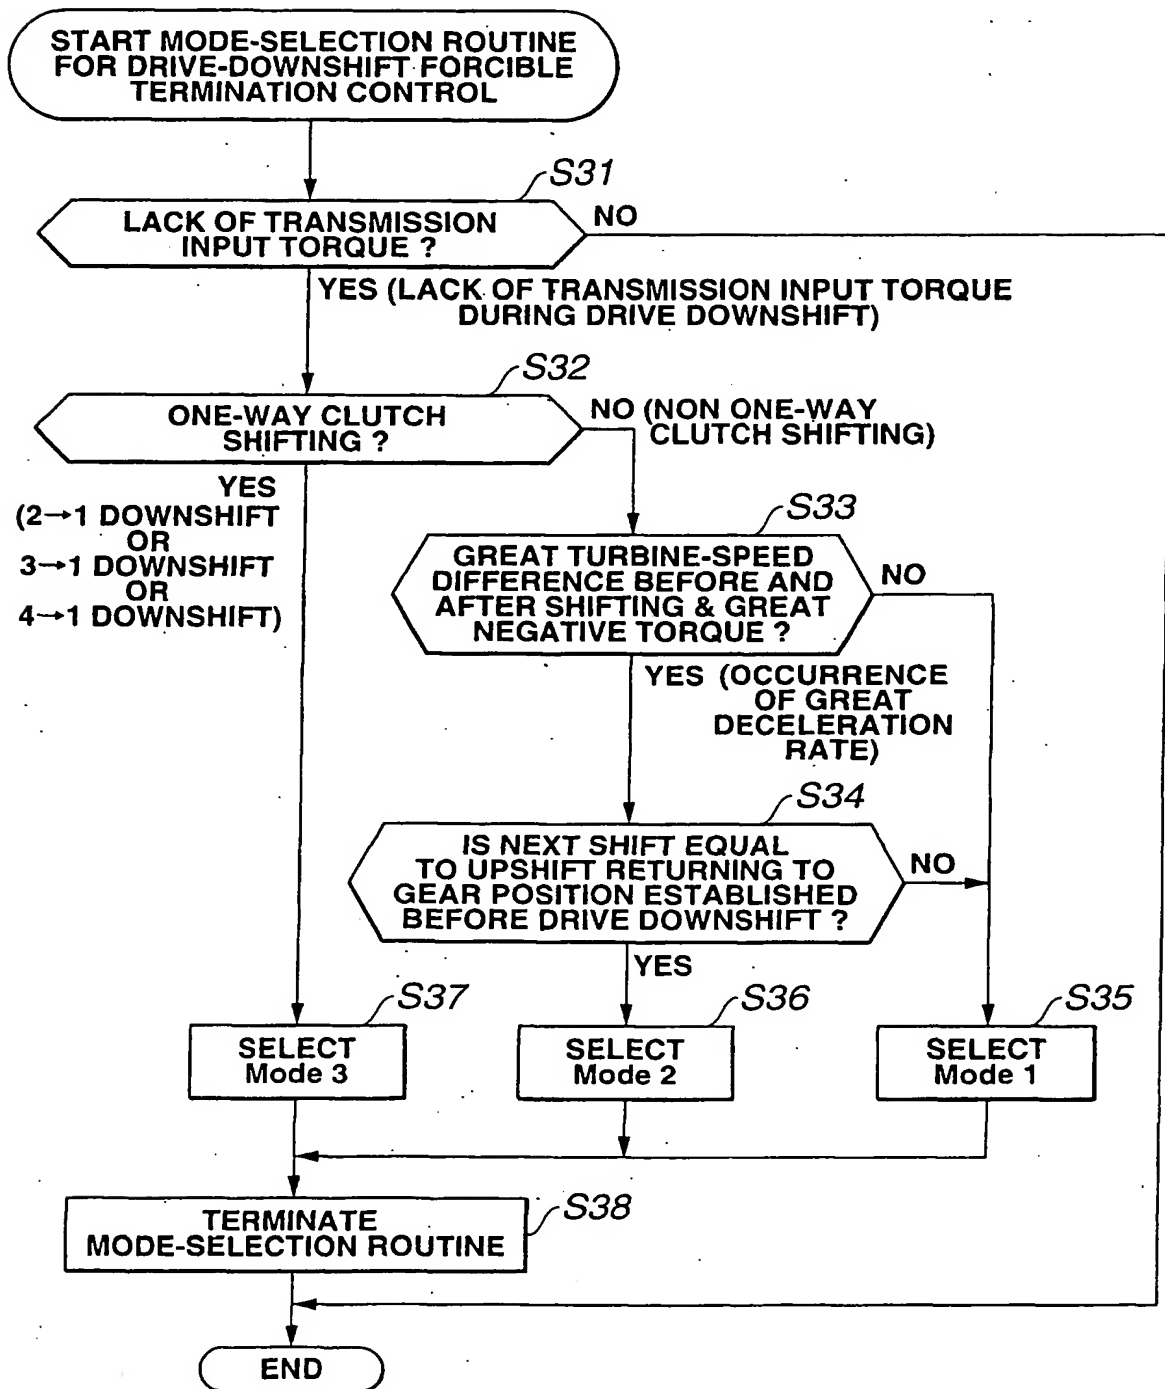 START MODE-SELECTION ROUTINE
FOR DRIVE-DOWNSHIFT FORCIBLE
TERMINATION CONTROL
S31
LACK OF TRANSMISSION
INPUT TORQUE ?
NO
YES (LACK OF TRANSMISSION INPUT TORQUE
DURING DRIVE DOWNSHIFT)
S32
ONE-WAY CLUTCH
SHIFTING ?
NO (NON ONE-WAY
CLUTCH SHIFTING)
YES
(2→1 DOWNSHIFT
OR
3→1 DOWNSHIFT
OR
4→1 DOWNSHIFT)
S33
GREAT TURBINE-SPEED
DIFFERENCE BEFORE AND
AFTER SHIFTING & GREAT
NEGATIVE TORQUE ?
NO
YES (OCCURRENCE
OF GREAT
DECELERATION
RATE)
S34
IS NEXT SHIFT EQUAL
TO UPSHIFT RETURNING TO
GEAR POSITION ESTABLISHED
BEFORE DRIVE DOWNSHIFT ?
NO
YES
S37
SELECT
Mode 3
S36
SELECT
Mode 2
S35
SELECT
Mode 1
S38
TERMINATE
MODE-SELECTION ROUTINE
END